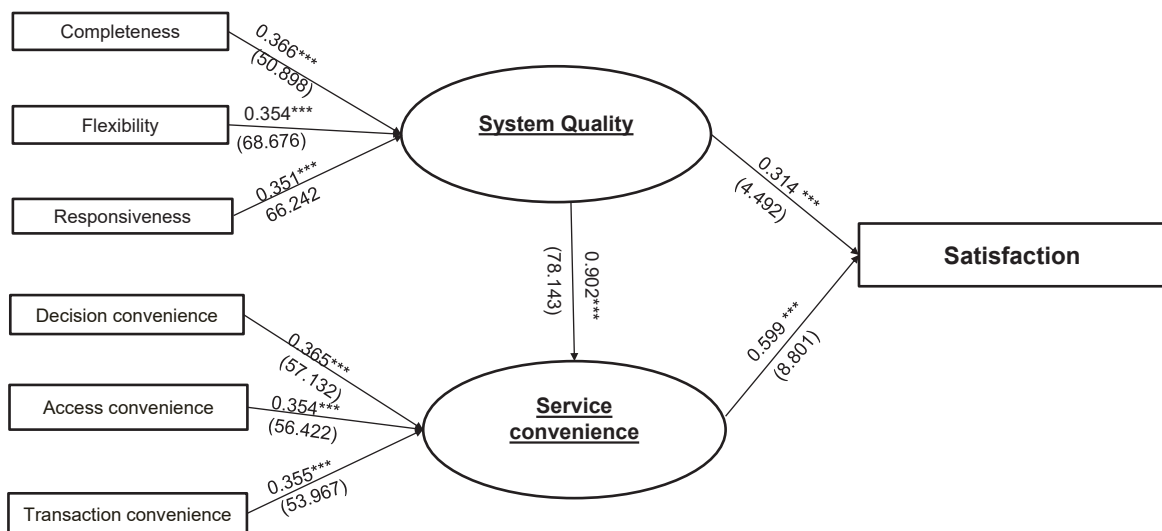 Completeness
0.366***
(50.898)
System Quality
Flexibility
0.354***
(68.676)
0.351***
66.242
Responsiveness
0.314 ***
(4.492)
Satisfaction
0.902***
(78.143)
Decision convenience
0.365***
(57.132)
0.599 ***
(8.801)
Access convenience
0.354***
(56.422)
Service
convenience
0.355***
(53.967)
Transaction convenience